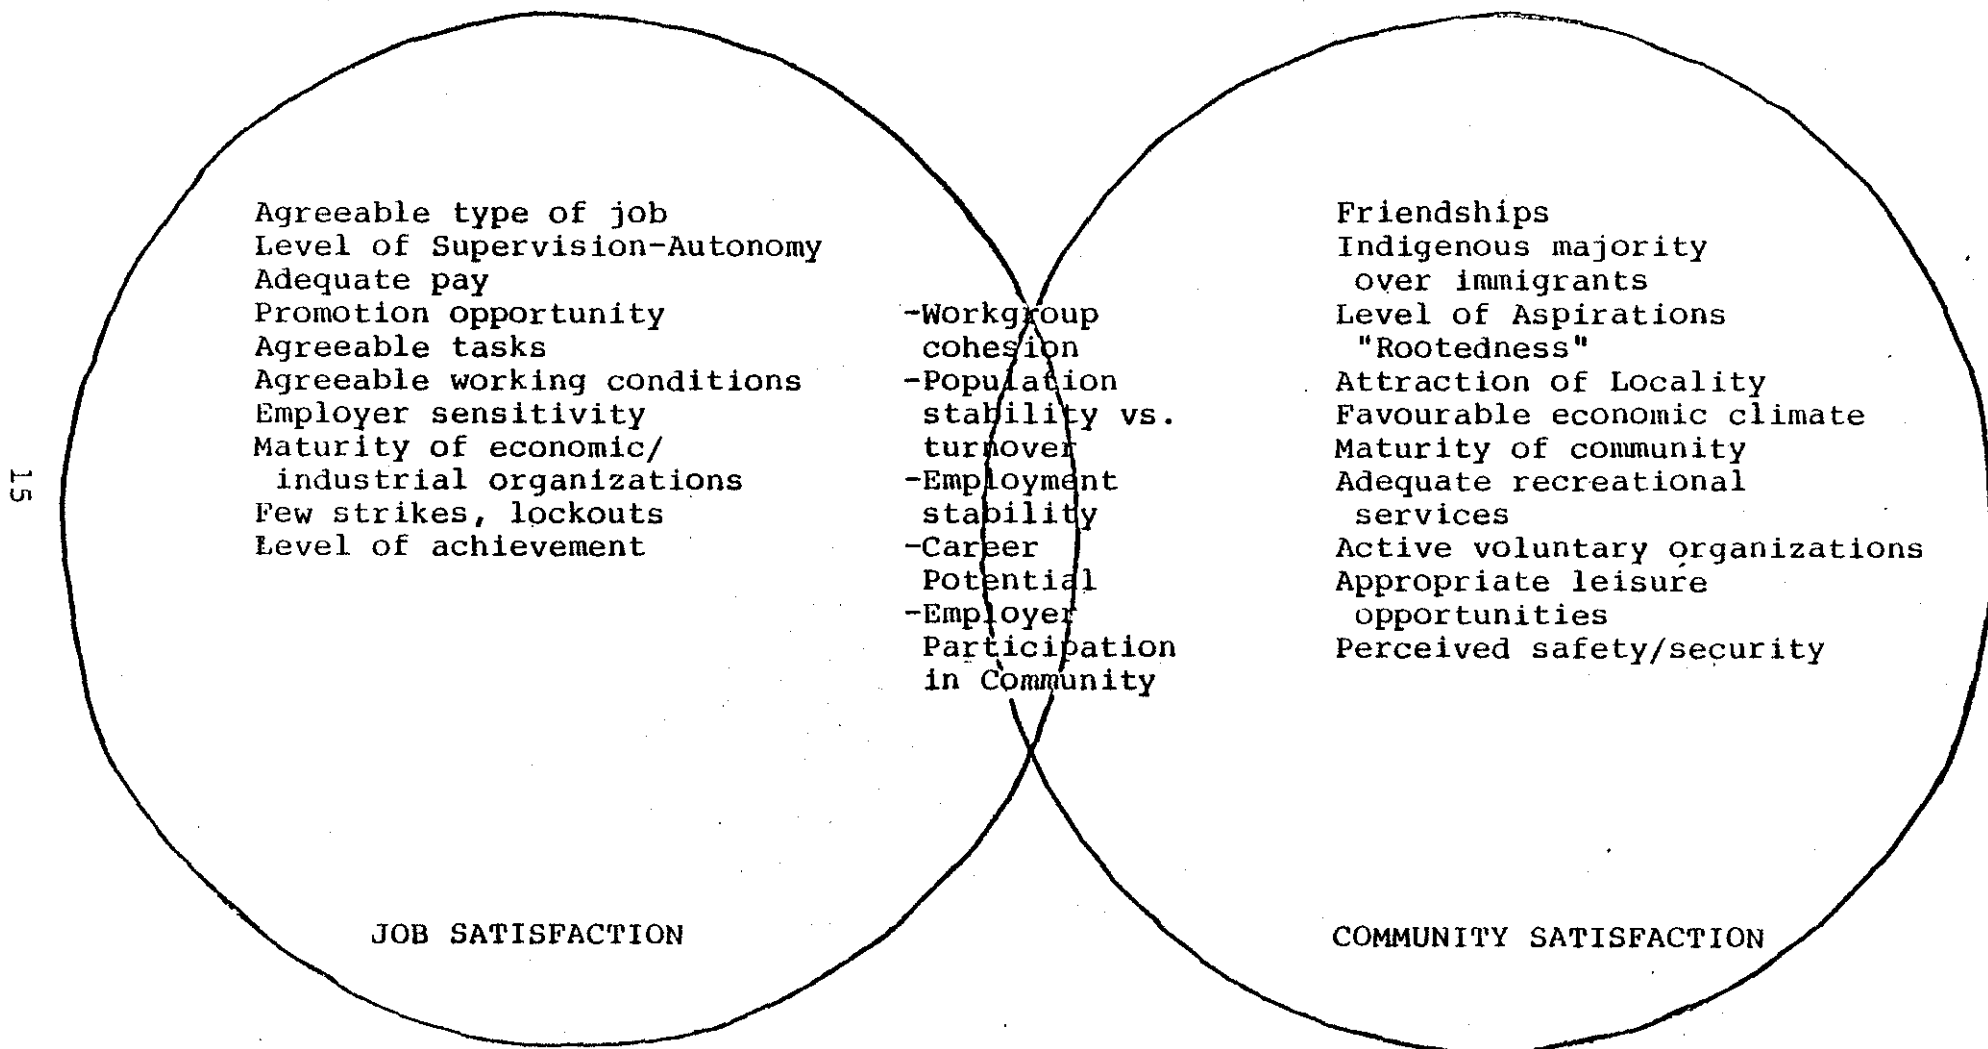 Agreeable type of job
Level of Supervision-Autonomy
Adequate pay
Promotion opportunity
Agreeable tasks
Agreeable working conditions
Employer sensitivity
Maturity of economic/
industrial organizations
Few strikes, lockouts
Level of achievement
JOB SATISFACTION
-Workgroup
cohesion
-Population
stability vs.
turnover
-Employment
stability
-Career
Potential
-Employer
Participation
in Community
Friendships
Indigenous majority
over immigrants
Level of Aspirations
"Rootedness"
Attraction of Locality
Favourable economic climate
Maturity of community
Adequate recreational
services
Active voluntary organizations
Appropriate leisure
opportunities
Perceived safety/security
COMMUNITY SATISFACTION
15